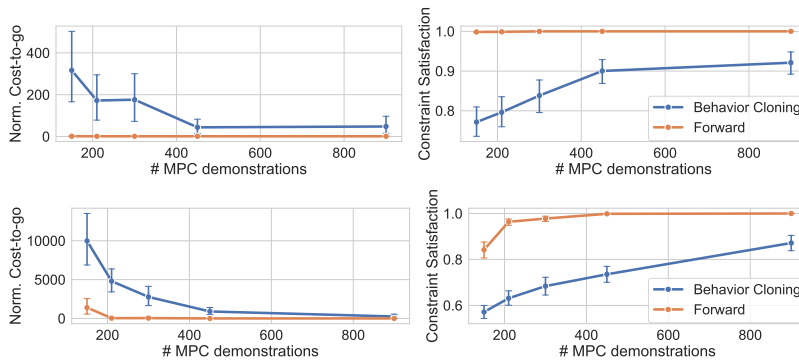 Norm. Cost-to-go
400
200
0
200
400
600
800
# MPC demonstrations
Constraint Satisfaction
1.0
0.9
0.8
200
400
600
800
# MPC demonstrations
Behavior Cloning
Forward
Norm. Cost-to-go
10000
5000
0
200
400
600
800
# MPC demonstrations
Constraint Satisfaction
1.0
0.8
0.6
200
400
600
800
# MPC demonstrations
Behavior Cloning
Forward